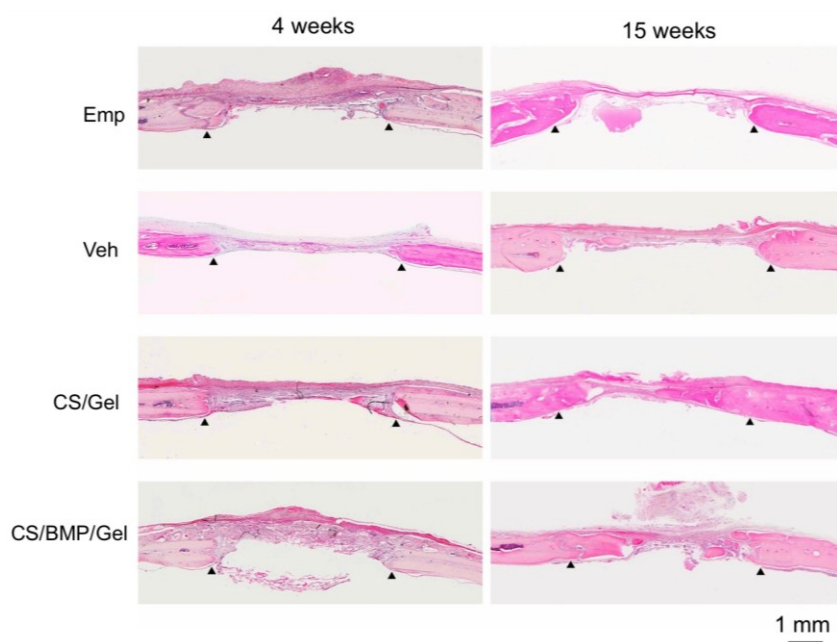 4 weeks
15 weeks
Emp
Veh
CS/Gel
CS/BMP/Gel
1 mm